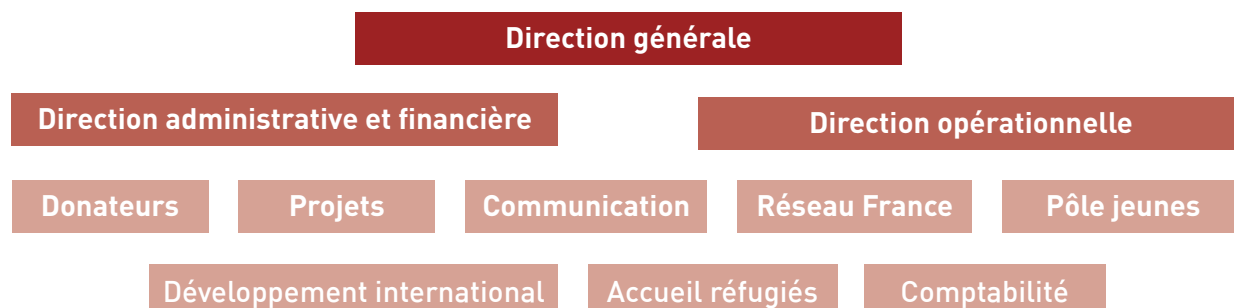 Direction générale
Direction administrative et financière
Direction opérationnelle
Donateurs
Projets
Communication
Réseau France
Pôle jeunes
Développement international
Accueil réfugiés
Comptabilité